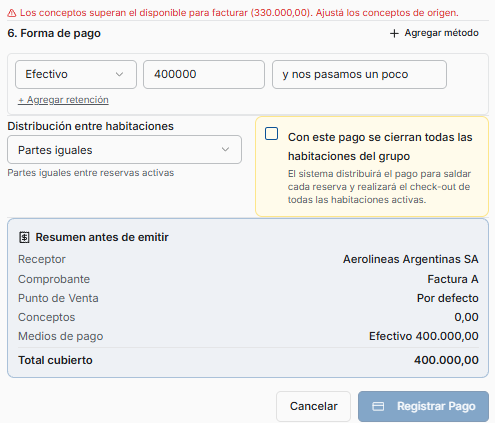 Los conceptos superan el disponible para facturar (330.000,00). Ajustá los conceptos de origen.
6. Forma de pago
+ Agregar método
Efectivo
400000
y nos pasamos un poco
+ Agregar retención
Distribución entre habitaciones
Partes iguales
Partes iguales entre reservas activas
Con este pago se cierran todas las
habitaciones del grupo
El sistema distribuirá el pago para saldar
cada reserva y realizará el check-out de
todas las habitaciones activas.
Resumen antes de emitir
Receptor Aerolineas Argentinas SA
Comprobante Factura A
Punto de Venta Por defecto
Conceptos 0,00
Medios de pago Efectivo 400.000,00
Total cubierto 400.000,00
Cancelar
Registrar Pago